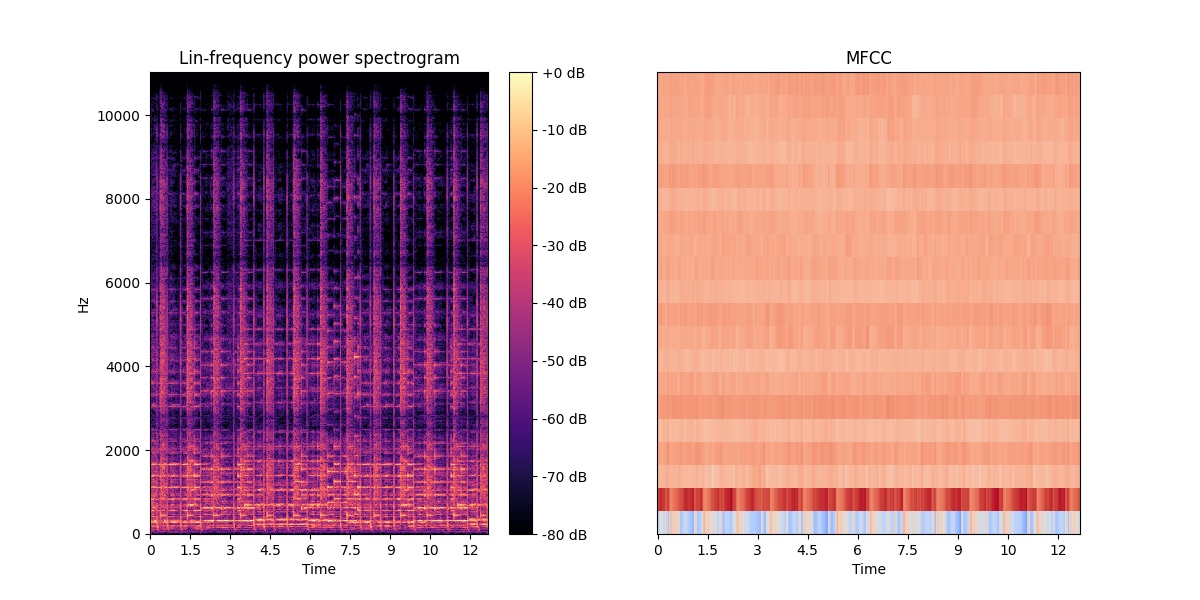 Lin-frequency power spectrogram
MFCC
Hz
10000
8000
6000
4000
2000
0
0 1.5 3 4.5 6 7.5 9 10 12
Time
+0 dB
-10 dB
-20 dB
-30 dB
-40 dB
-50 dB
-60 dB
-70 dB
-80 dB
0 1.5 3 4.5 6 7.5 9 10 12
Time